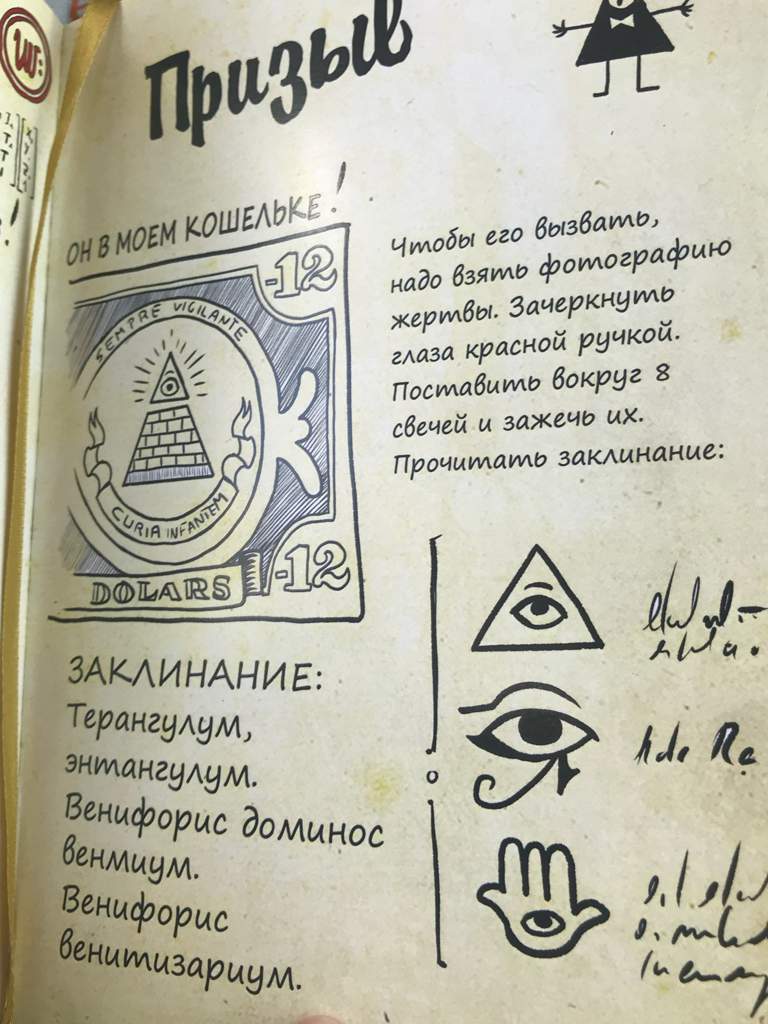 Призыв
ОН В МОЕМ КОШЕЛЬКЕ!
-12
SEMPRE VIGILANTE
CURIA INFANTEM
DOLARS
-12
Чтобы его вызвать,
надо взять фотографию
жертвы. Зачеркнуть
глаза красной ручкой.
Поставить вокруг 8
свечей и зажечь их.
Прочитать заклинание:
ЗАКЛИНАНИЕ:
Терангулум,
энтангулум.
Венифорис доминос
венмиум.
Венифорис
венитизариум.